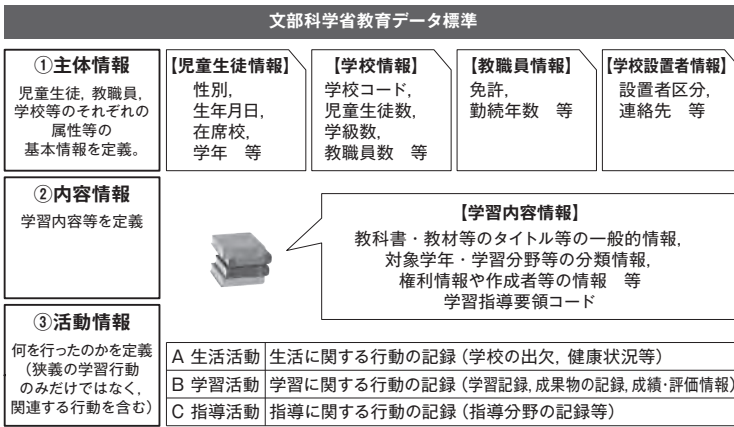 文部科学省教育データ標準
①主体情報
児童生徒, 教職員,
学校等のそれぞれの
属性等の
基本情報を定義。
【児童生徒情報】
性別,
生年月日,
在席校,
学年　等
【学校情報】
学校コード,
児童生徒数,
学級数,
教職員数　等
【教職員情報】
免許,
勤続年数　等
【学校設置者情報】
設置者区分,
連絡先　等
②内容情報
学習内容等を定義
【学習内容情報】
教科書・教材等のタイトル等の一般的情報,
対象学年・学習分野等の分類情報,
権利情報や作成者等の情報　等
学習指導要領コード
③活動情報
何を行ったのかを定義
(狭義の学習行動
のみだけではなく,
関連する行動を含む)
A 生活活動 生活に関する行動の記録 (学校の出欠, 健康状況等)
B 学習活動 学習に関する行動の記録 (学習記録, 成果物の記録, 成績・評価情報)
C 指導活動 指導に関する行動の記録 (指導分野の記録等)